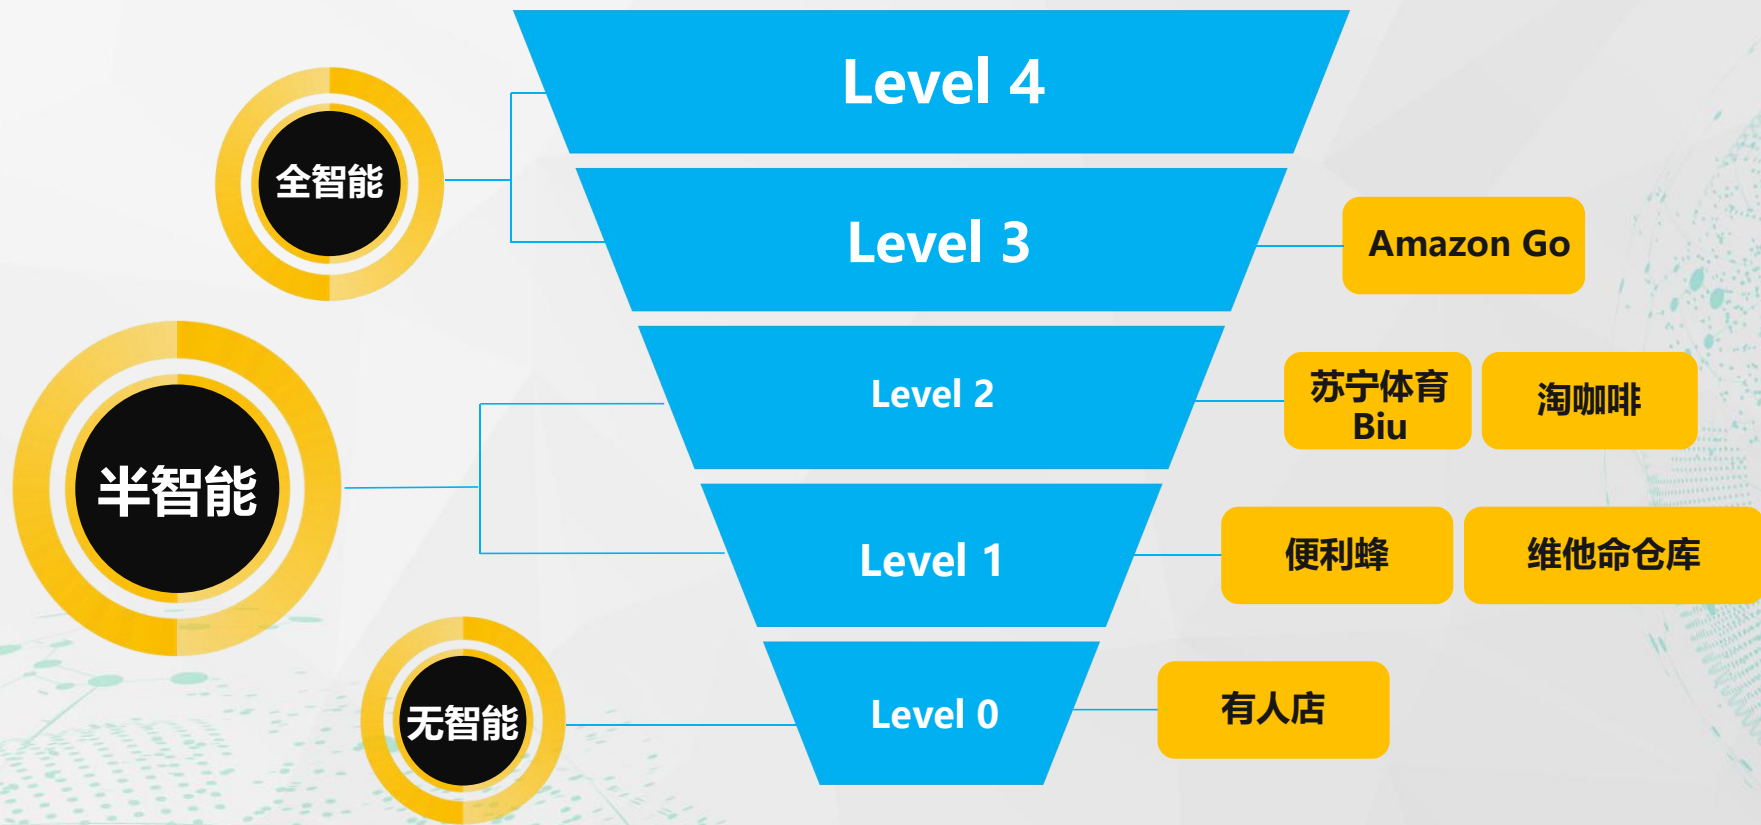 Level 4
全智能
Level 3
Amazon Go
Level 2
苏宁体育
Biu
淘咖啡
半智能
Level 1
便利蜂
维他命仓库
无智能
Level 0
有人店